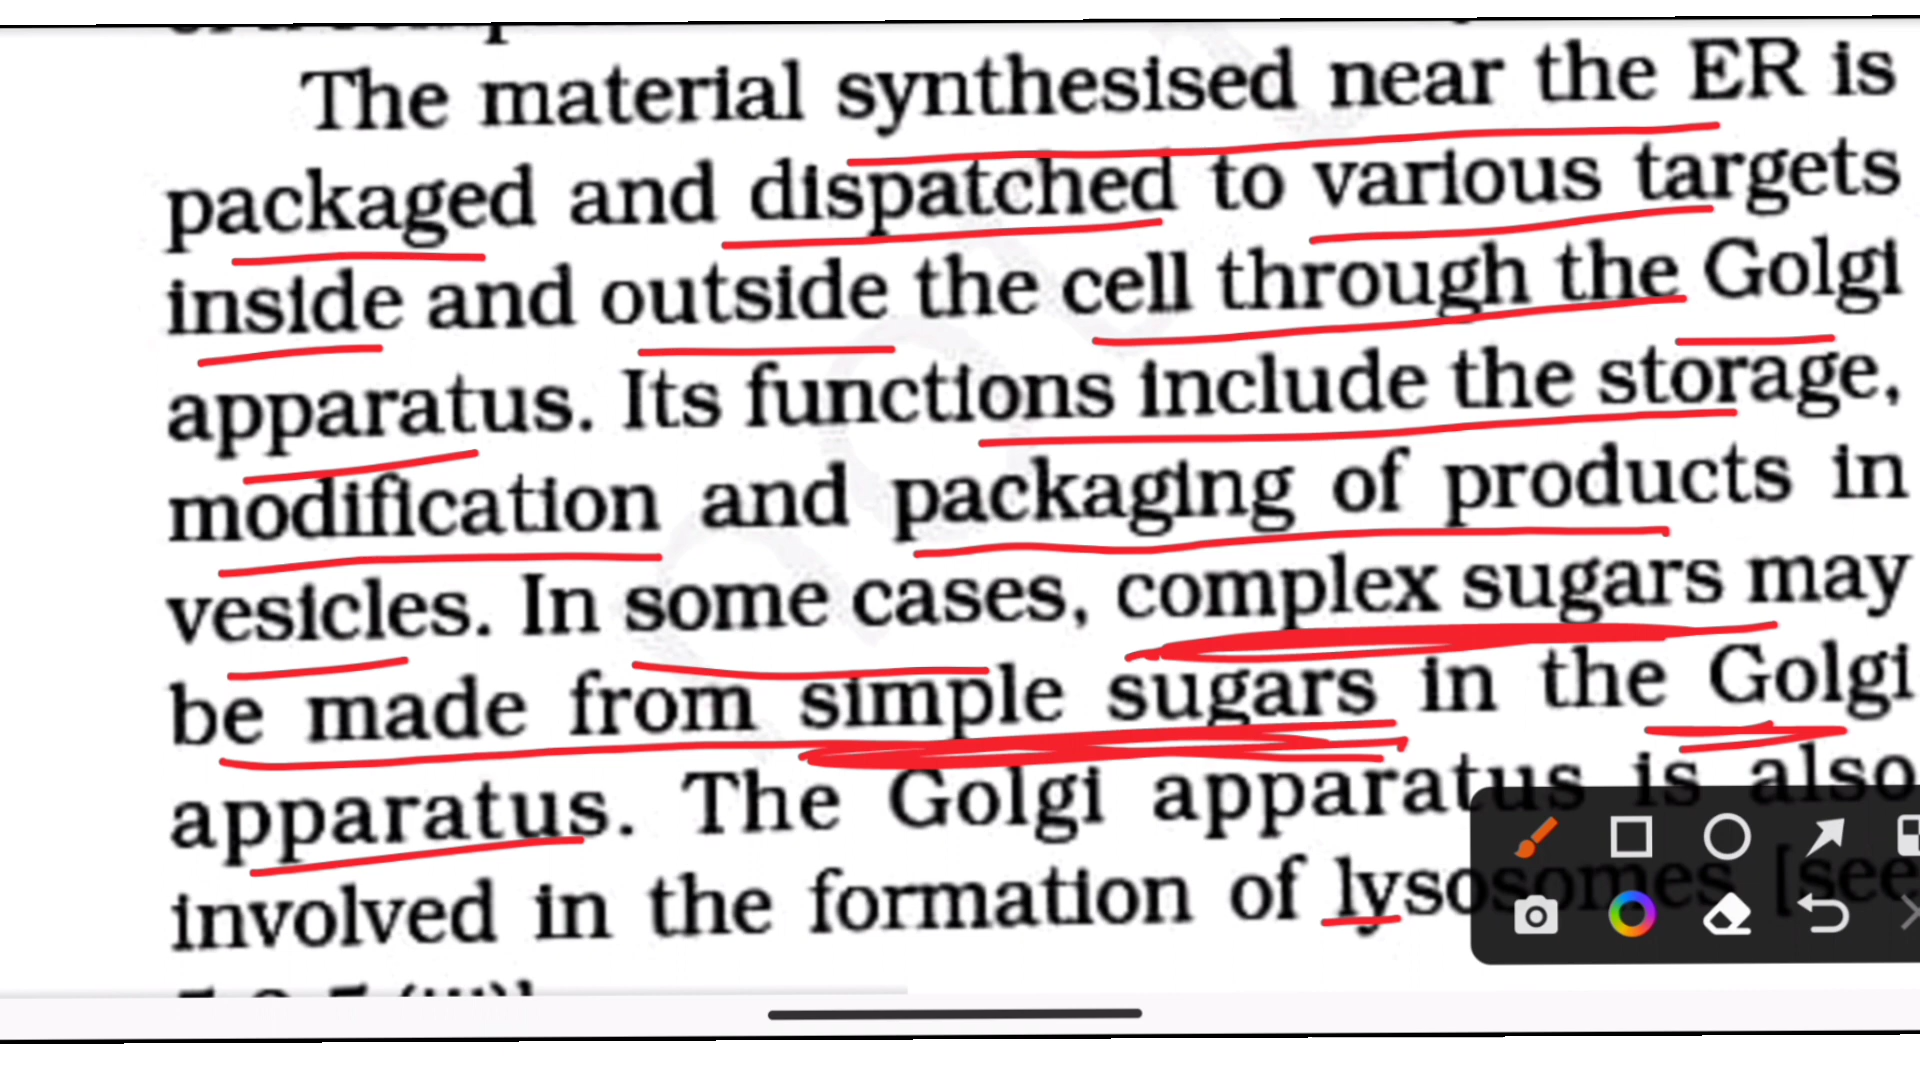 The material synthesised near the ER is
packaged and dispatched to various targets
inside and outside the cell through the Golgi
apparatus. Its functions include the storage,
modification and packaging of products in
vesicles. In some cases, complex sugars may
be made from simple sugars in the Golgi
apparatus. The Golgi apparatus is also
involved in the formation of lysosomes [see